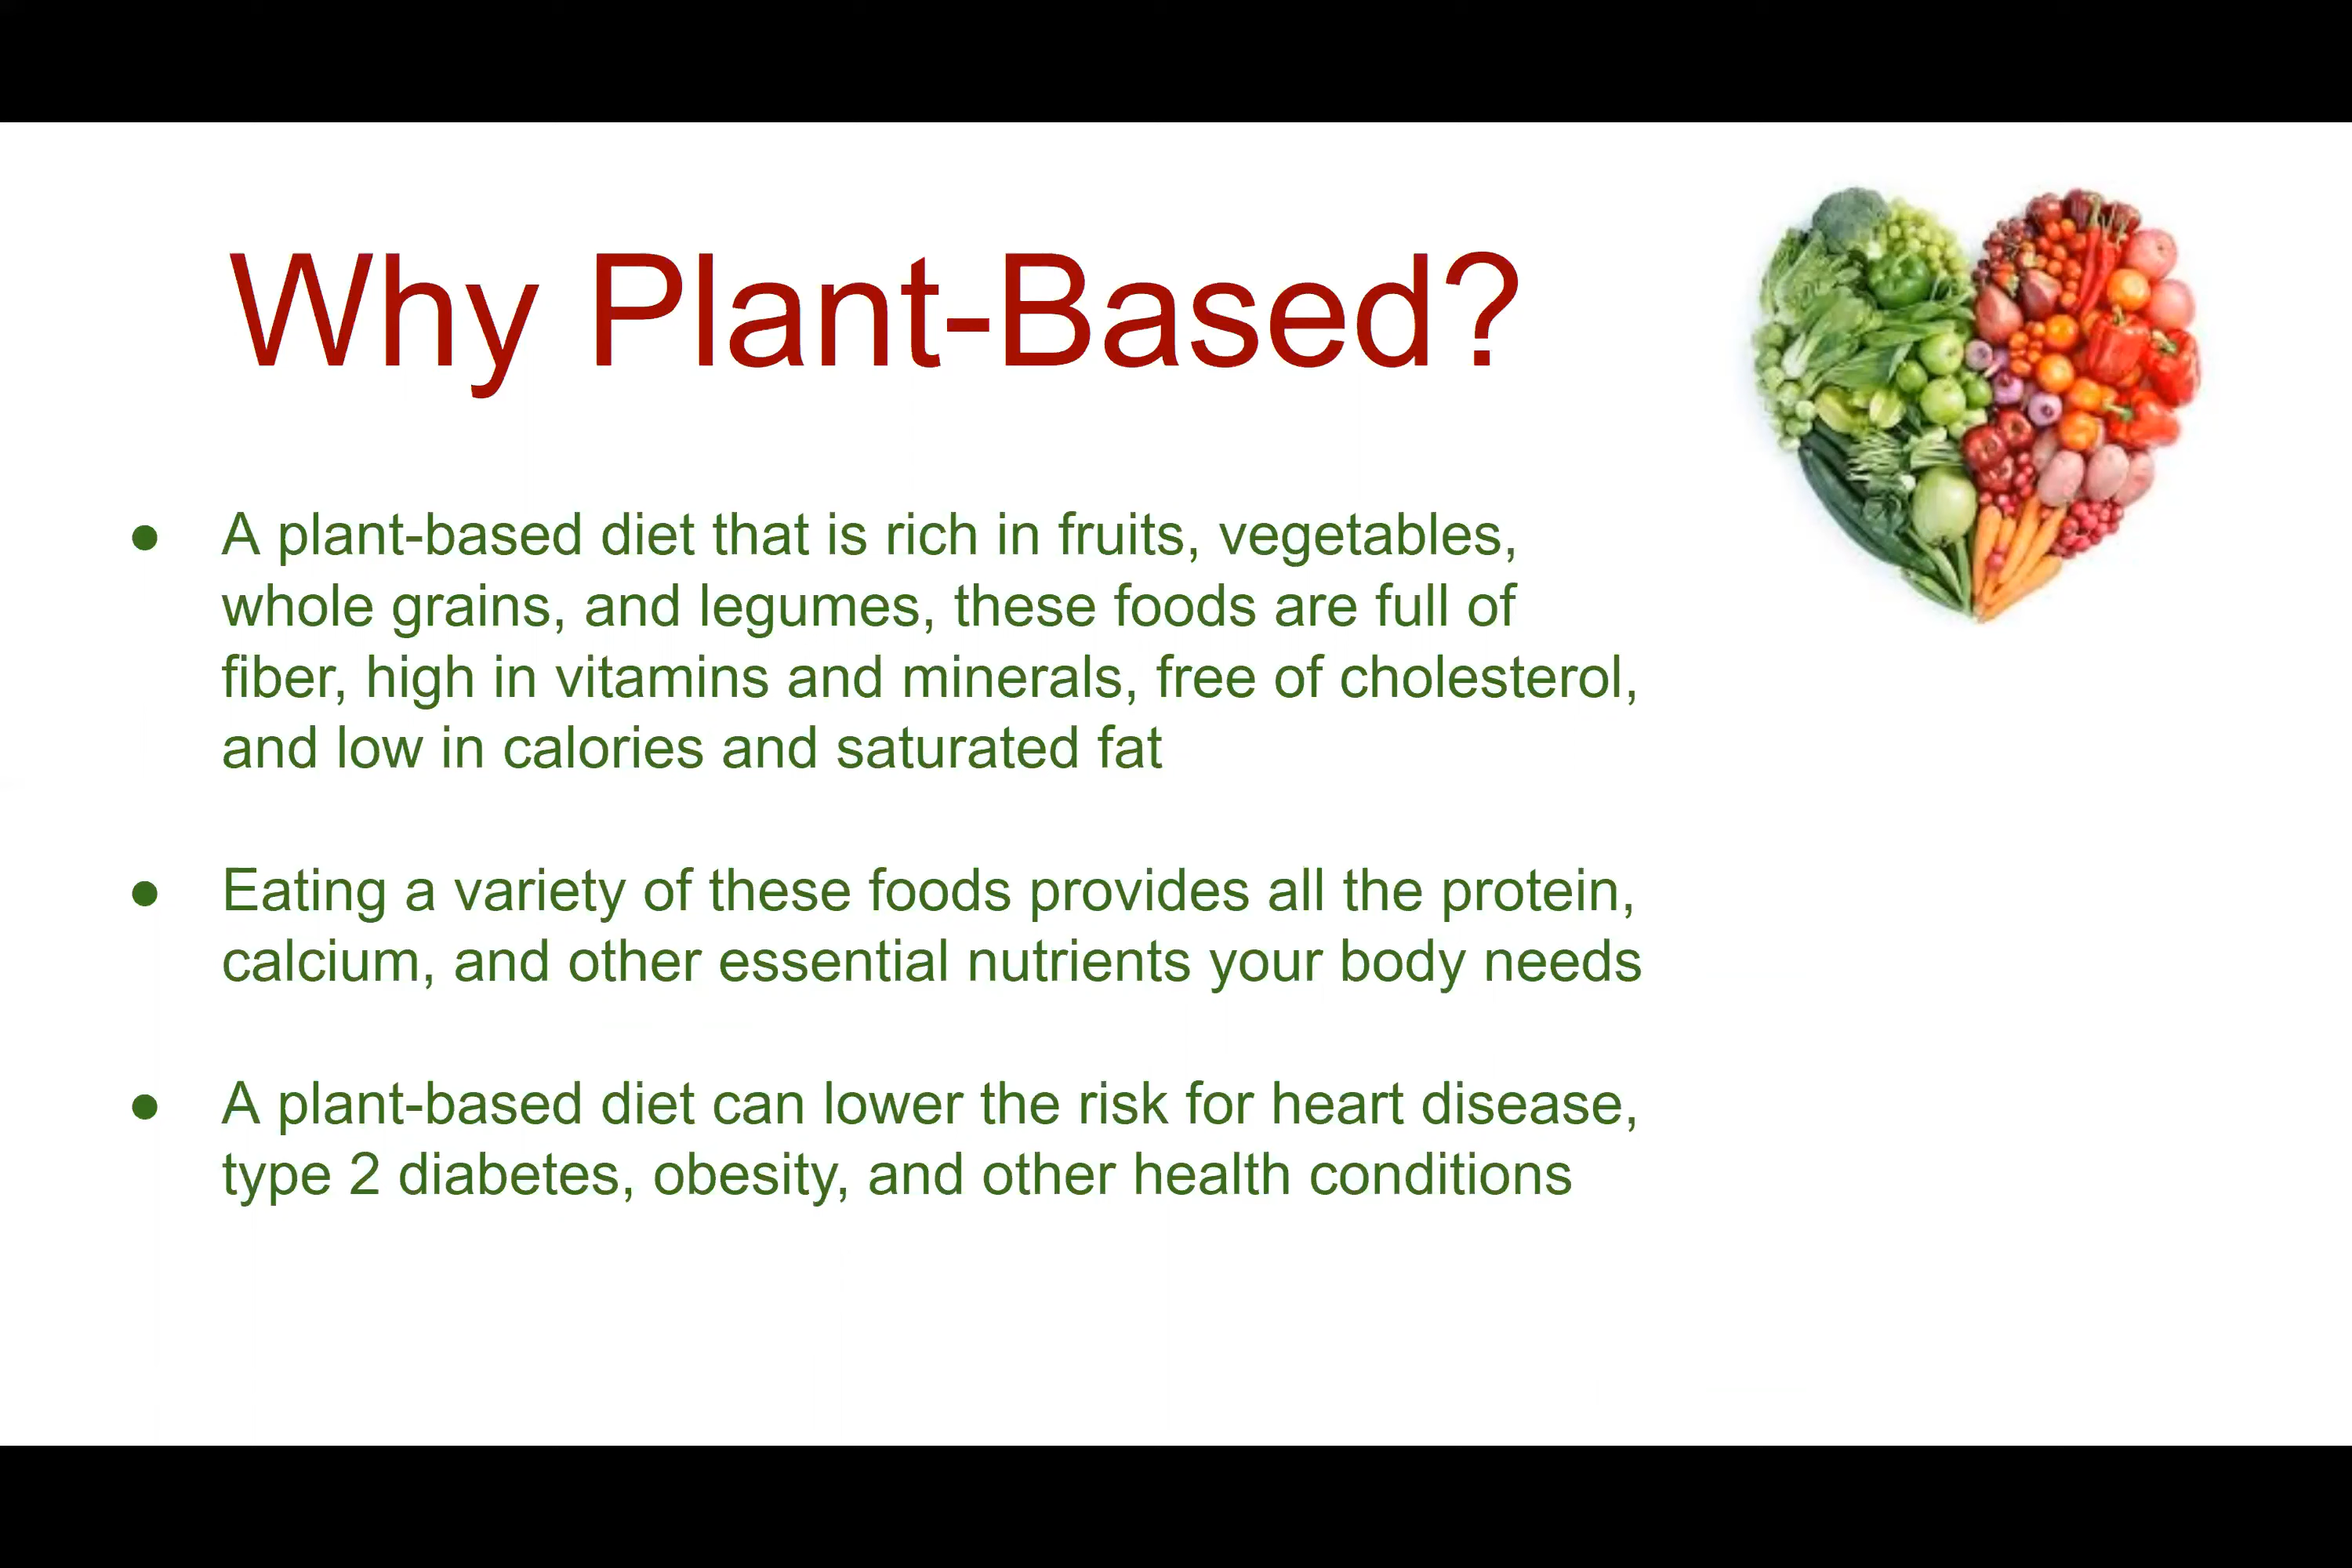 Why Plant-Based?
● A plant-based diet that is rich in fruits, vegetables,
whole grains, and legumes, these foods are full of
fiber, high in vitamins and minerals, free of cholesterol,
and low in calories and saturated fat
● Eating a variety of these foods provides all the protein,
calcium, and other essential nutrients your body needs
● A plant-based diet can lower the risk for heart disease,
type 2 diabetes, obesity, and other health conditions